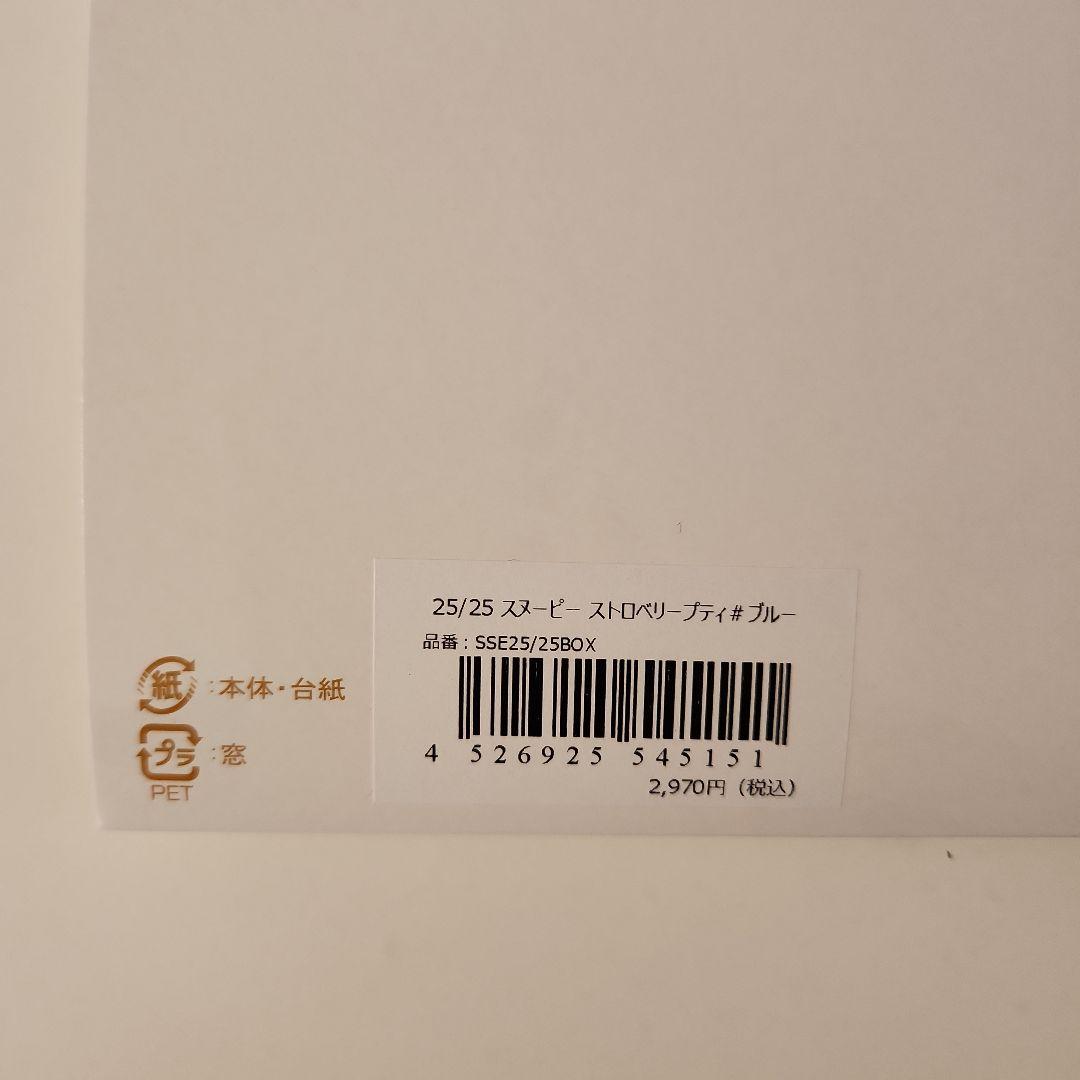 25/25 スヌーピー ストロベリープティ#ブルー
品番：SSE25/25BOX
4 526925 545151
2,970円（税込）
紙：本体・台紙
プラ：窓
PET